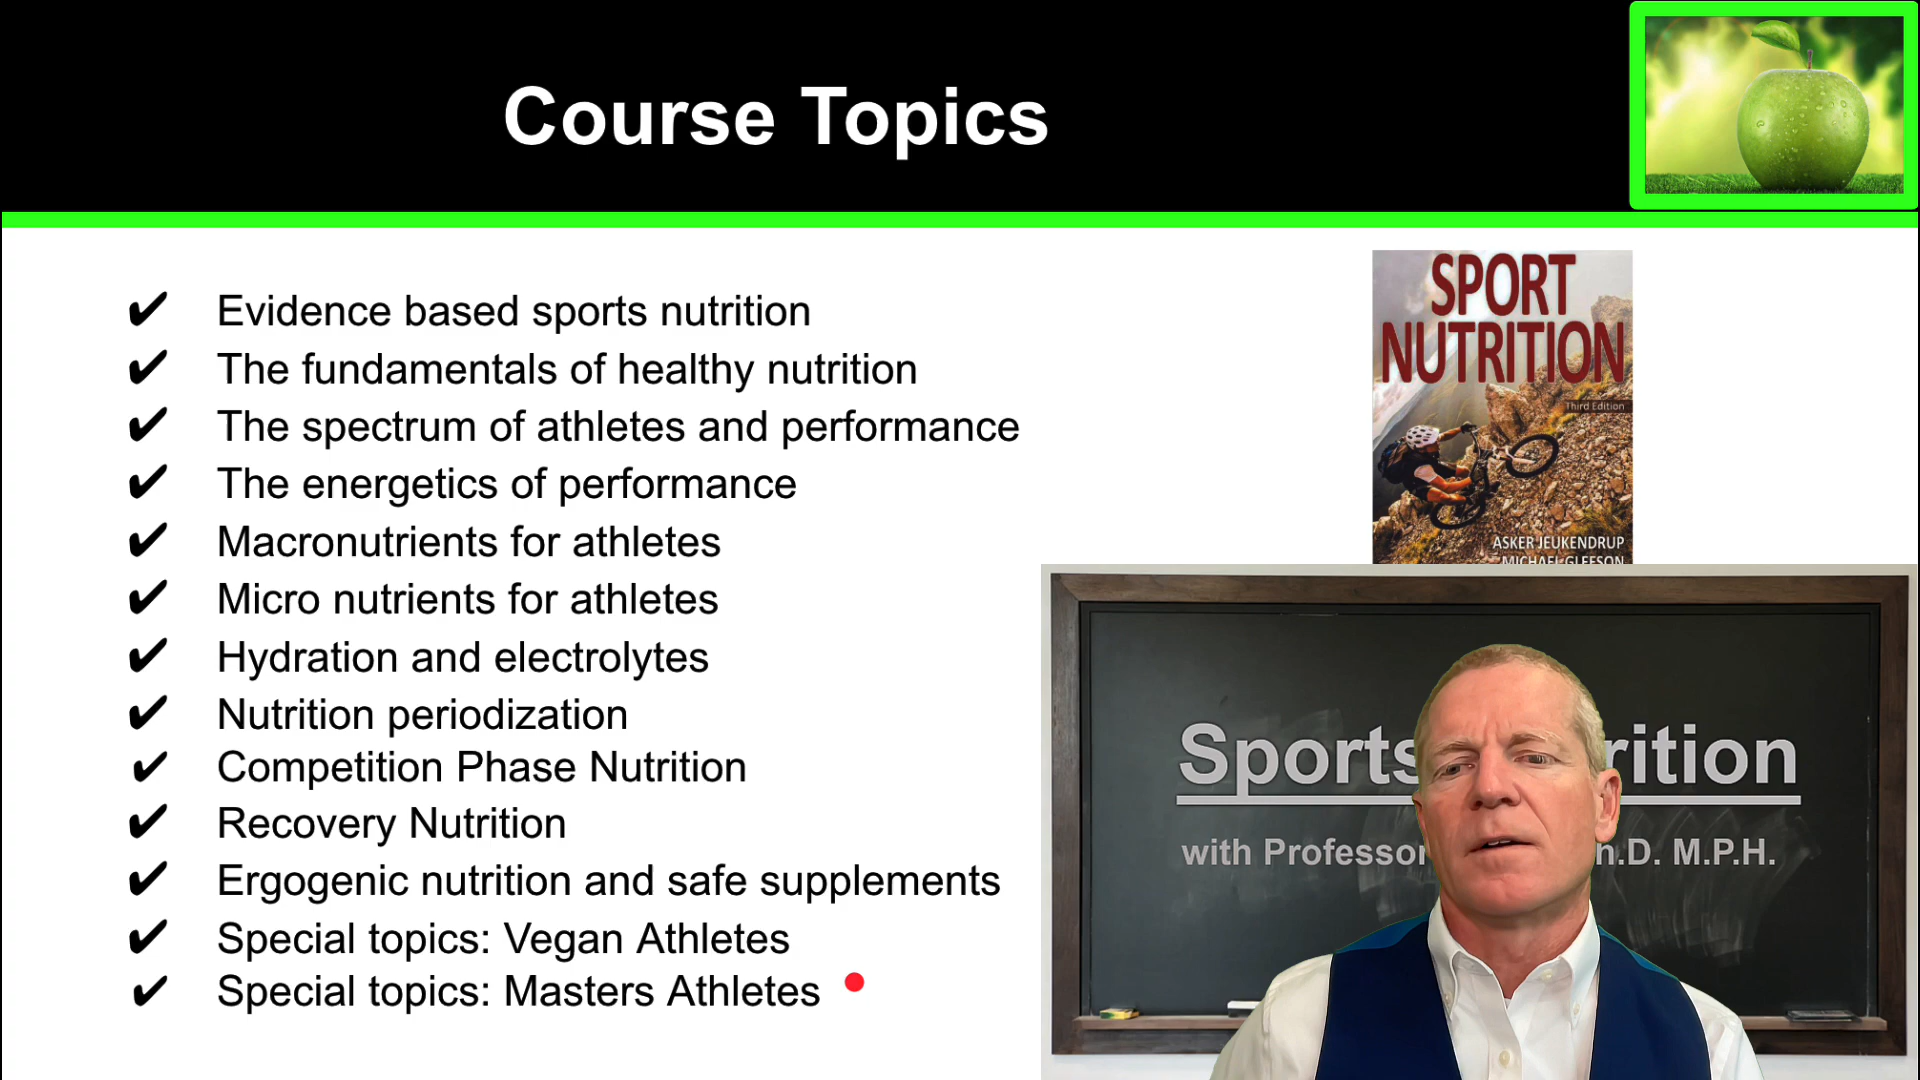 Course Topics
✔ Evidence based sports nutrition
✔ The fundamentals of healthy nutrition
✔ The spectrum of athletes and performance
✔ The energetics of performance
✔ Macronutrients for athletes
✔ Micro nutrients for athletes
✔ Hydration and electrolytes
✔ Nutrition periodization
✔ Competition Phase Nutrition
✔ Recovery Nutrition
✔ Ergogenic nutrition and safe supplements
✔ Special topics: Vegan Athletes
✔ Special topics: Masters Athletes
SPORT
NUTRITION
Third Edition
ASKER JEUKENDRUP
MICHAEL GLEESON
Sports rition
with Professor h.D. M.P.H.